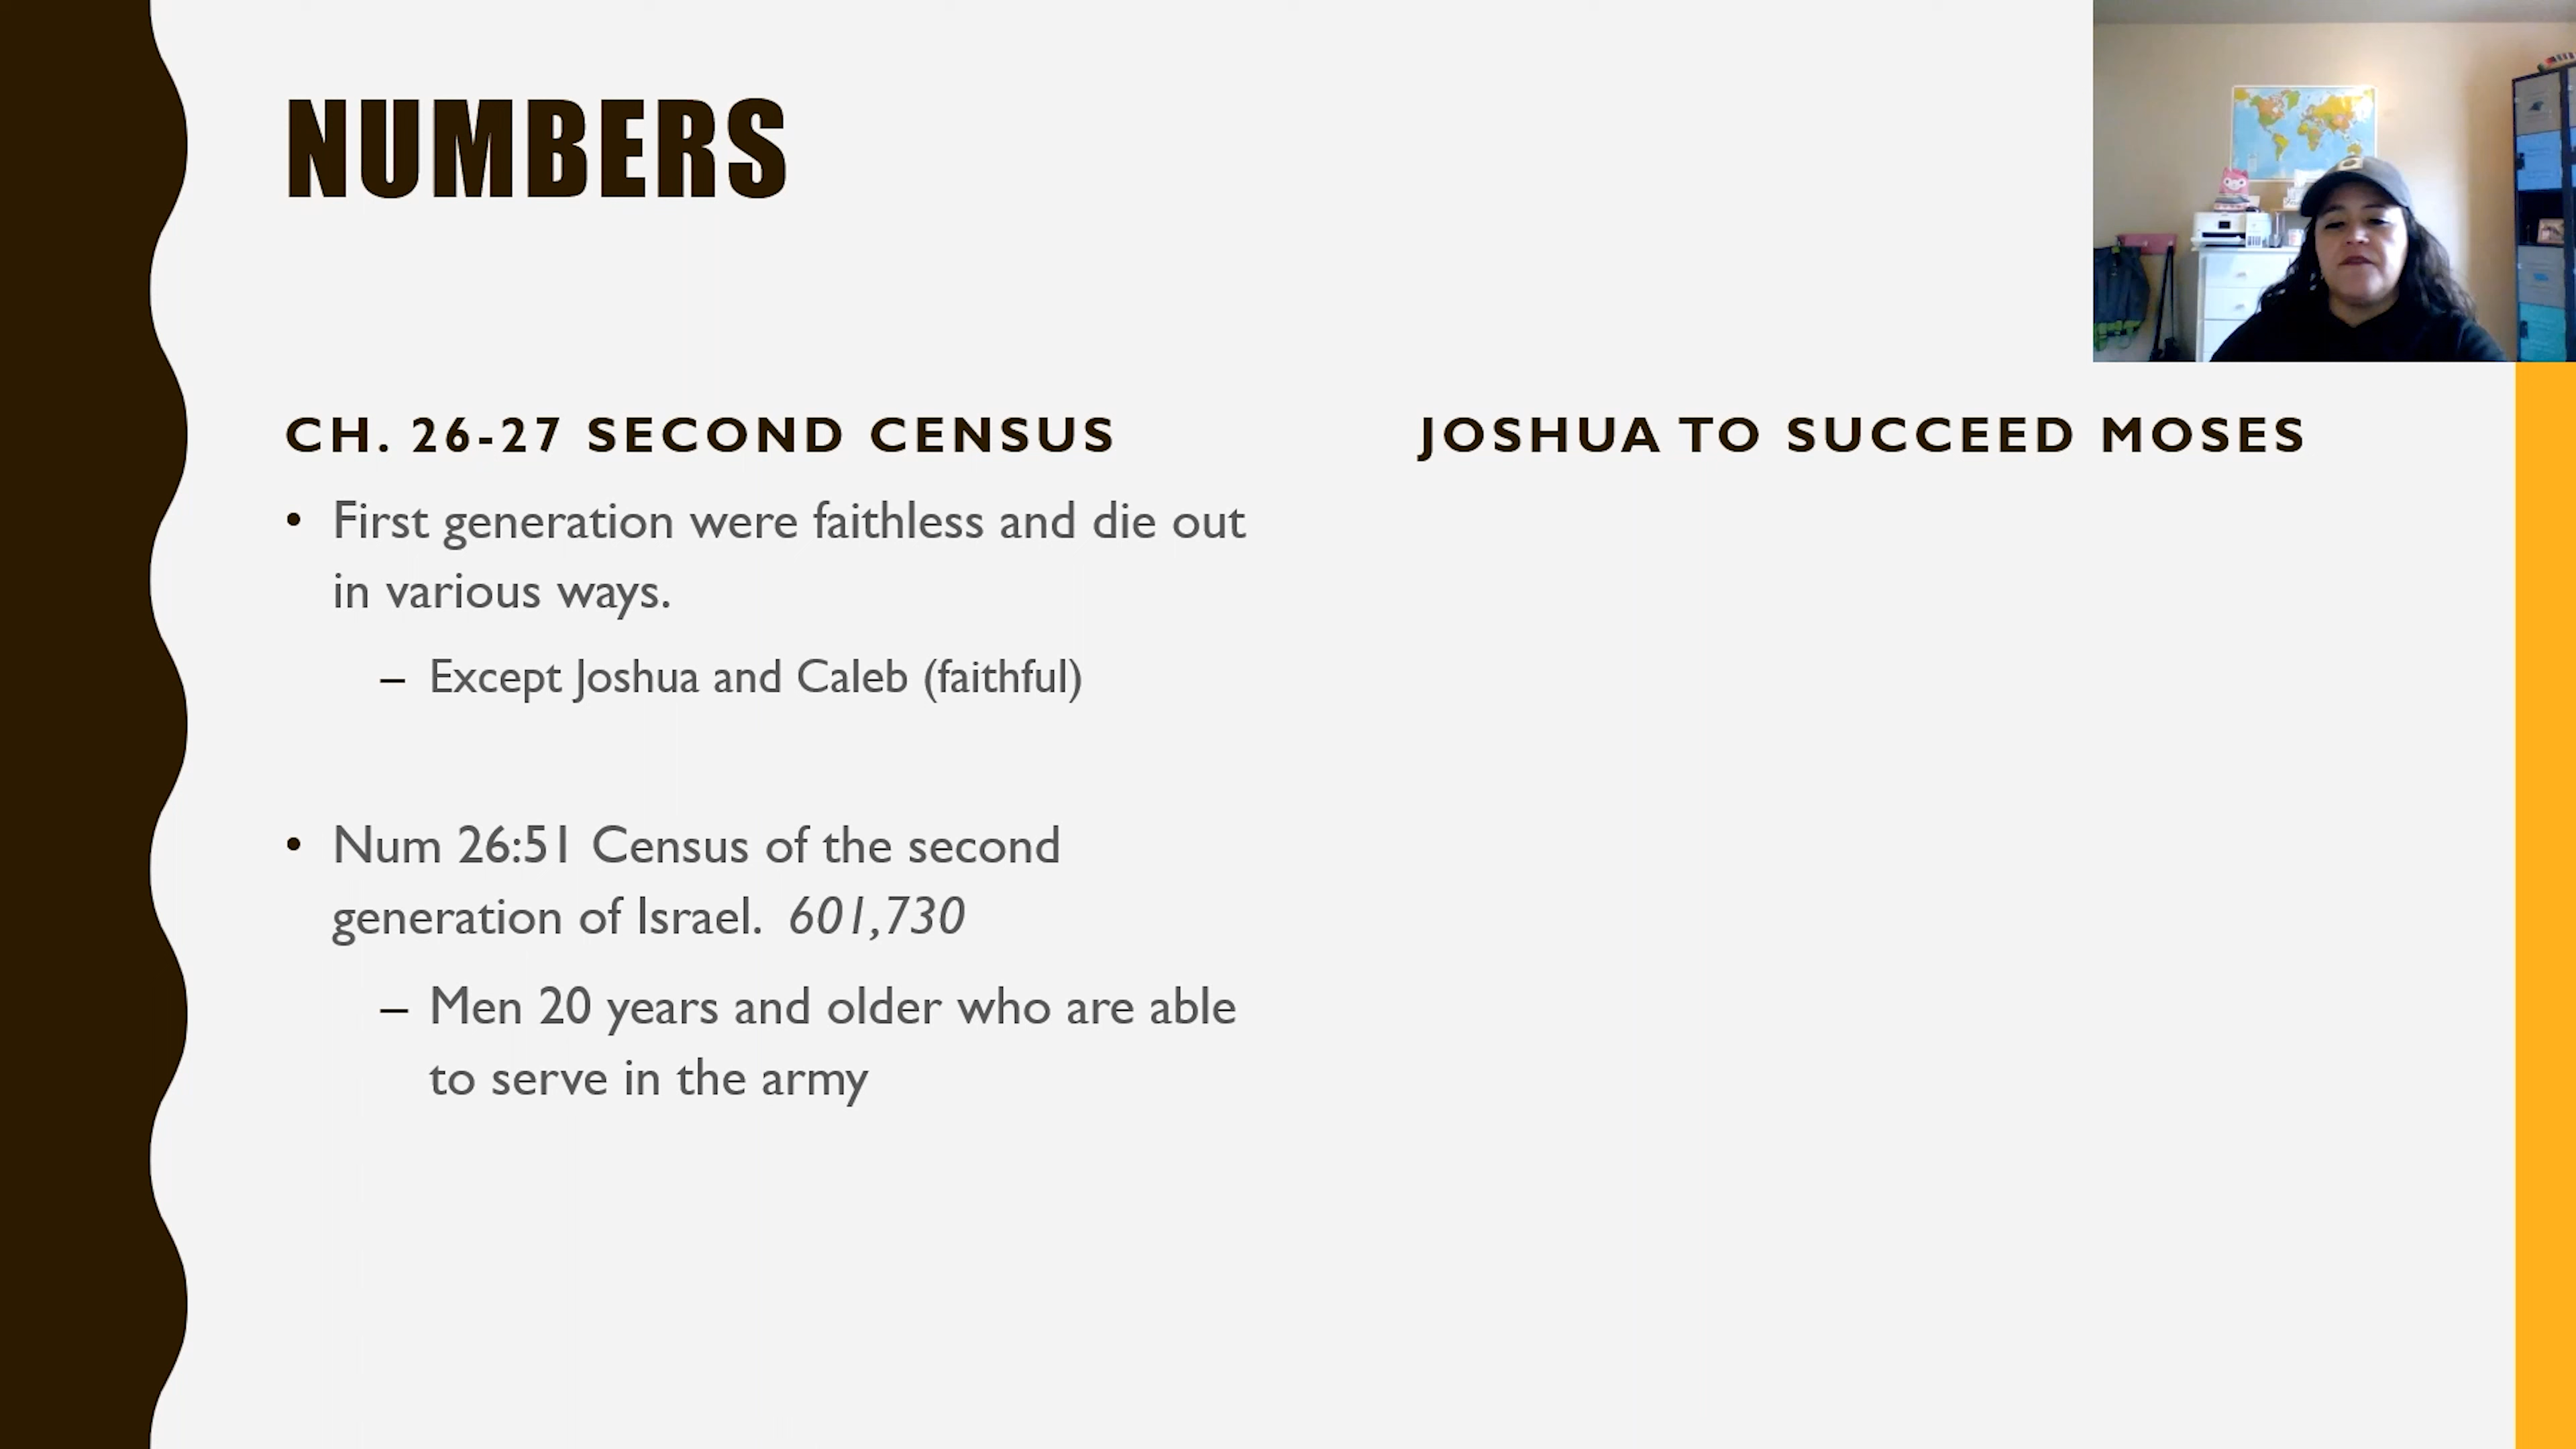 NUMBERS
CH. 26-27 SECOND CENSUS
• First generation were faithless and die out
in various ways.
– Except Joshua and Caleb (faithful)
• Num 26:51 Census of the second
generation of Israel. 601,730
– Men 20 years and older who are able
to serve in the army
JOSHUA TO SUCCEED MOSES